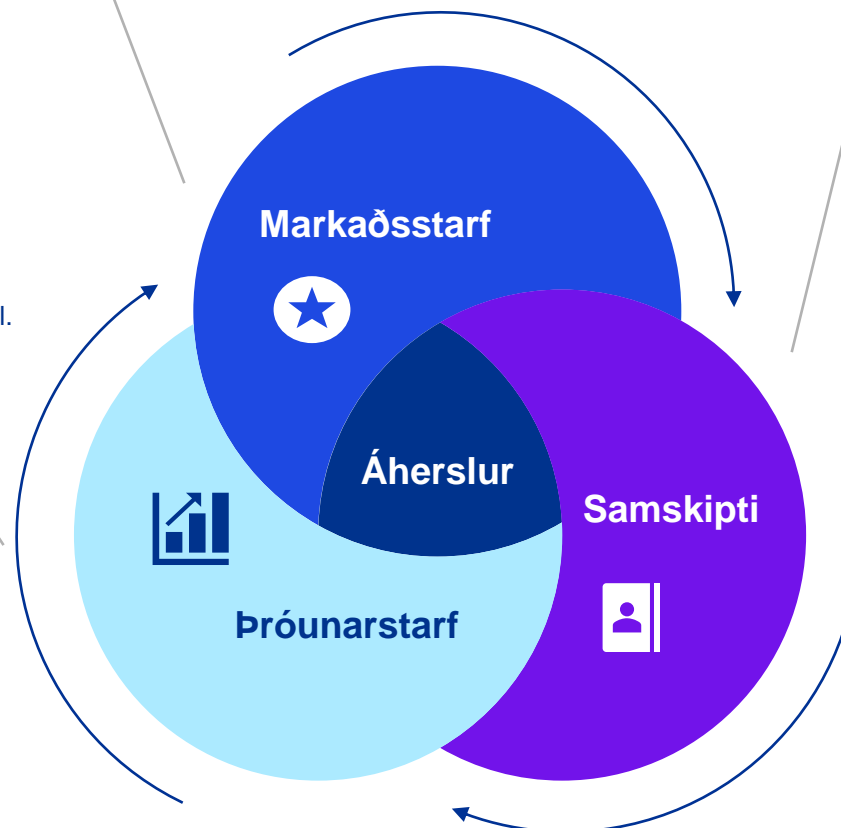 Markaðsstarf
l.
Áherslur
Samskipti
Þróunarstarf